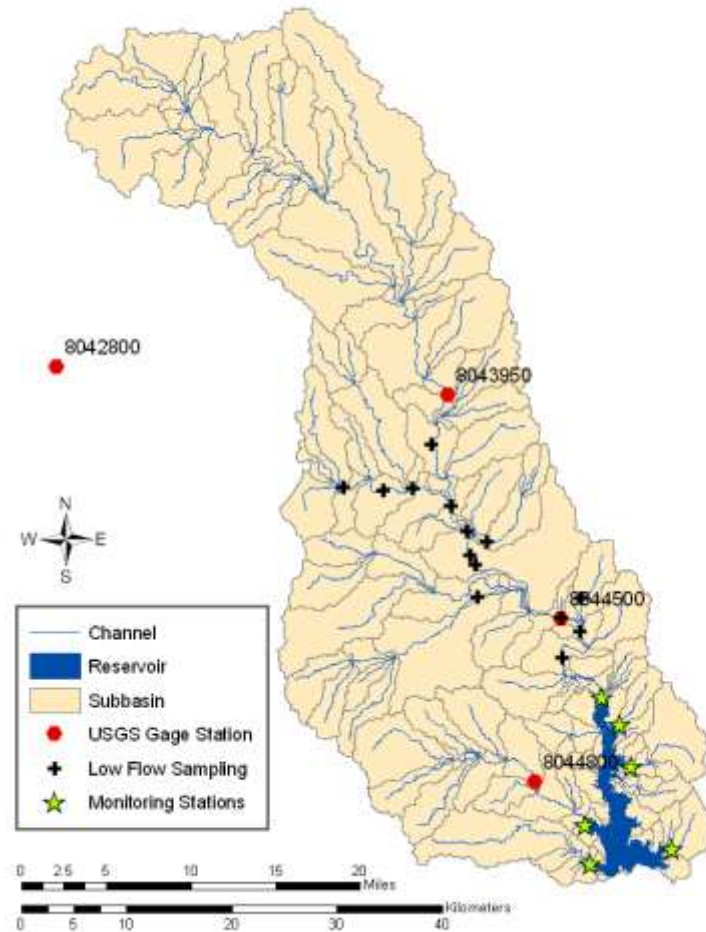 8042800
8043950
N
W E
S
8044500
8044800
Channel
Reservoir
Subbasin
USGS Gage Station
Low Flow Sampling
Monitoring Stations
0 2.5 5 10 15 20
Miles
Kilometers
0 5 10 20 30 40